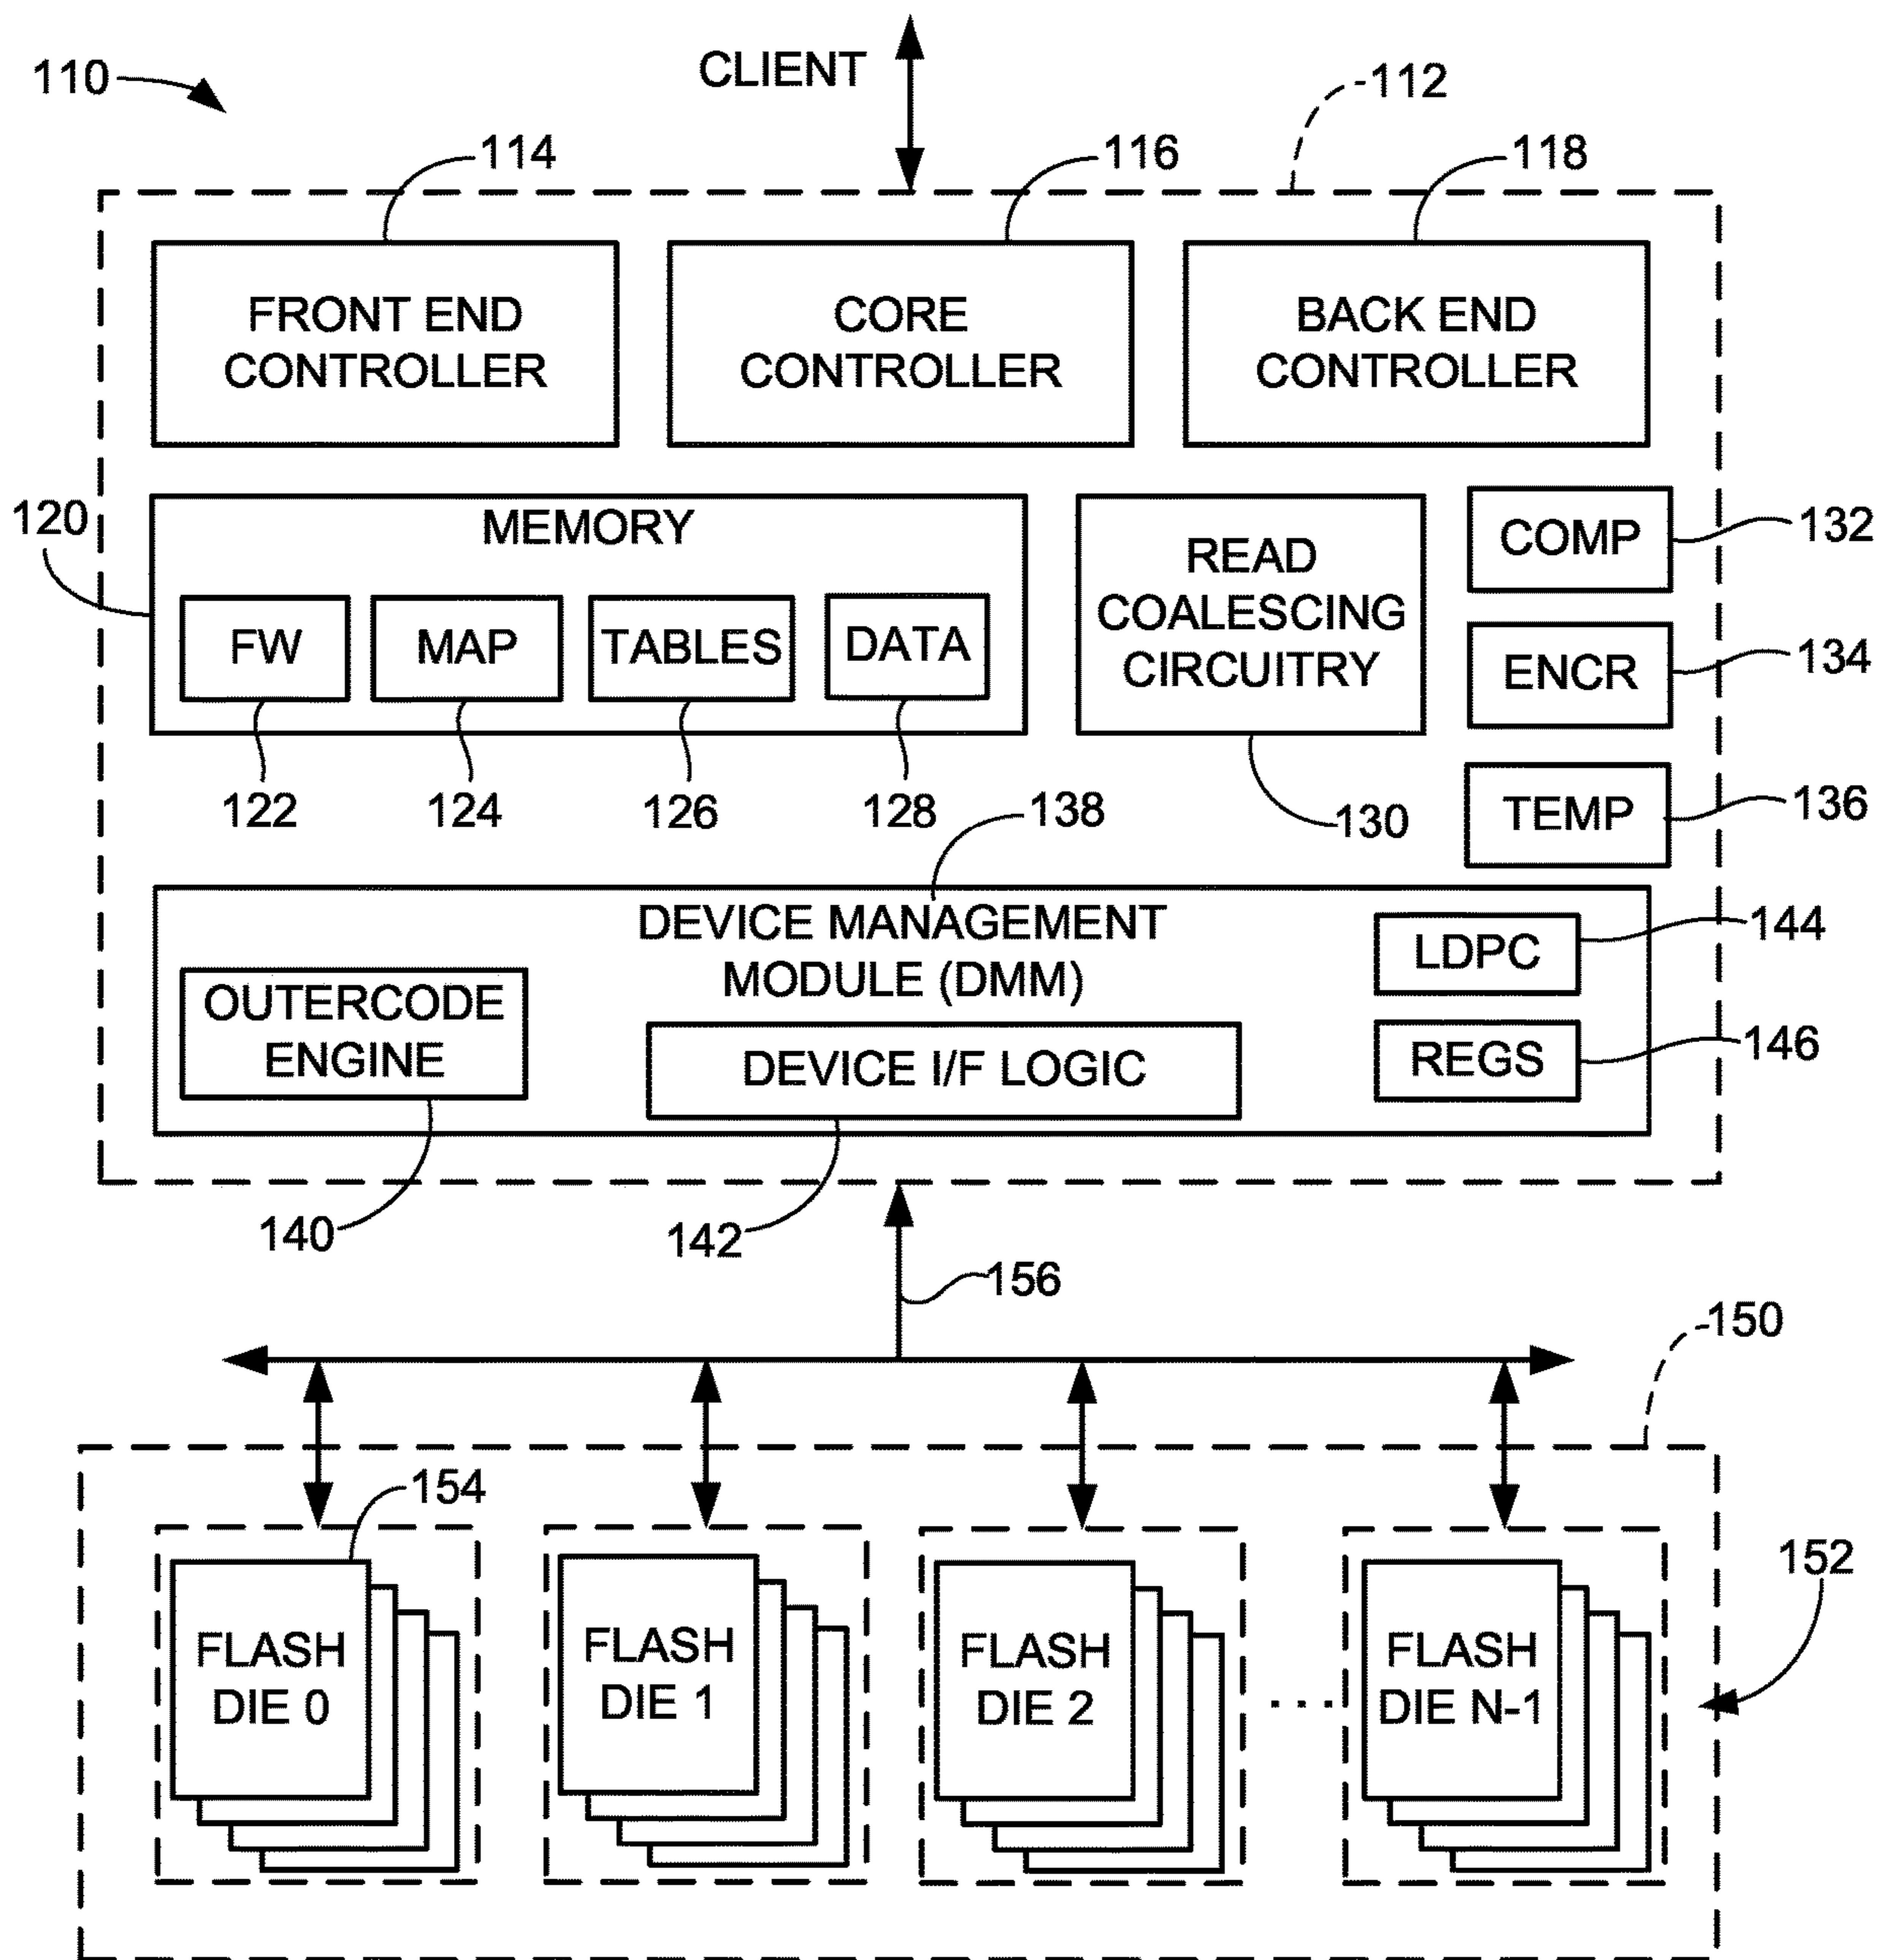 CLIENT
110
112
114
116
118
FRONT END
CONTROLLER
CORE
CONTROLLER
BACK END
CONTROLLER
120
MEMORY
FW
MAP
TABLES
DATA
122
124
126
128
READ
COALESCING
CIRCUITRY
130
COMP
132
ENCR
134
TEMP
136
138
DEVICE MANAGEMENT
MODULE (DMM)
OUTERCODE
ENGINE
DEVICE I/F LOGIC
LDPC
144
REGS
146
140
142
156
150
154
152
FLASH
DIE 0
FLASH
DIE 1
FLASH
DIE 2
...
FLASH
DIE N-1